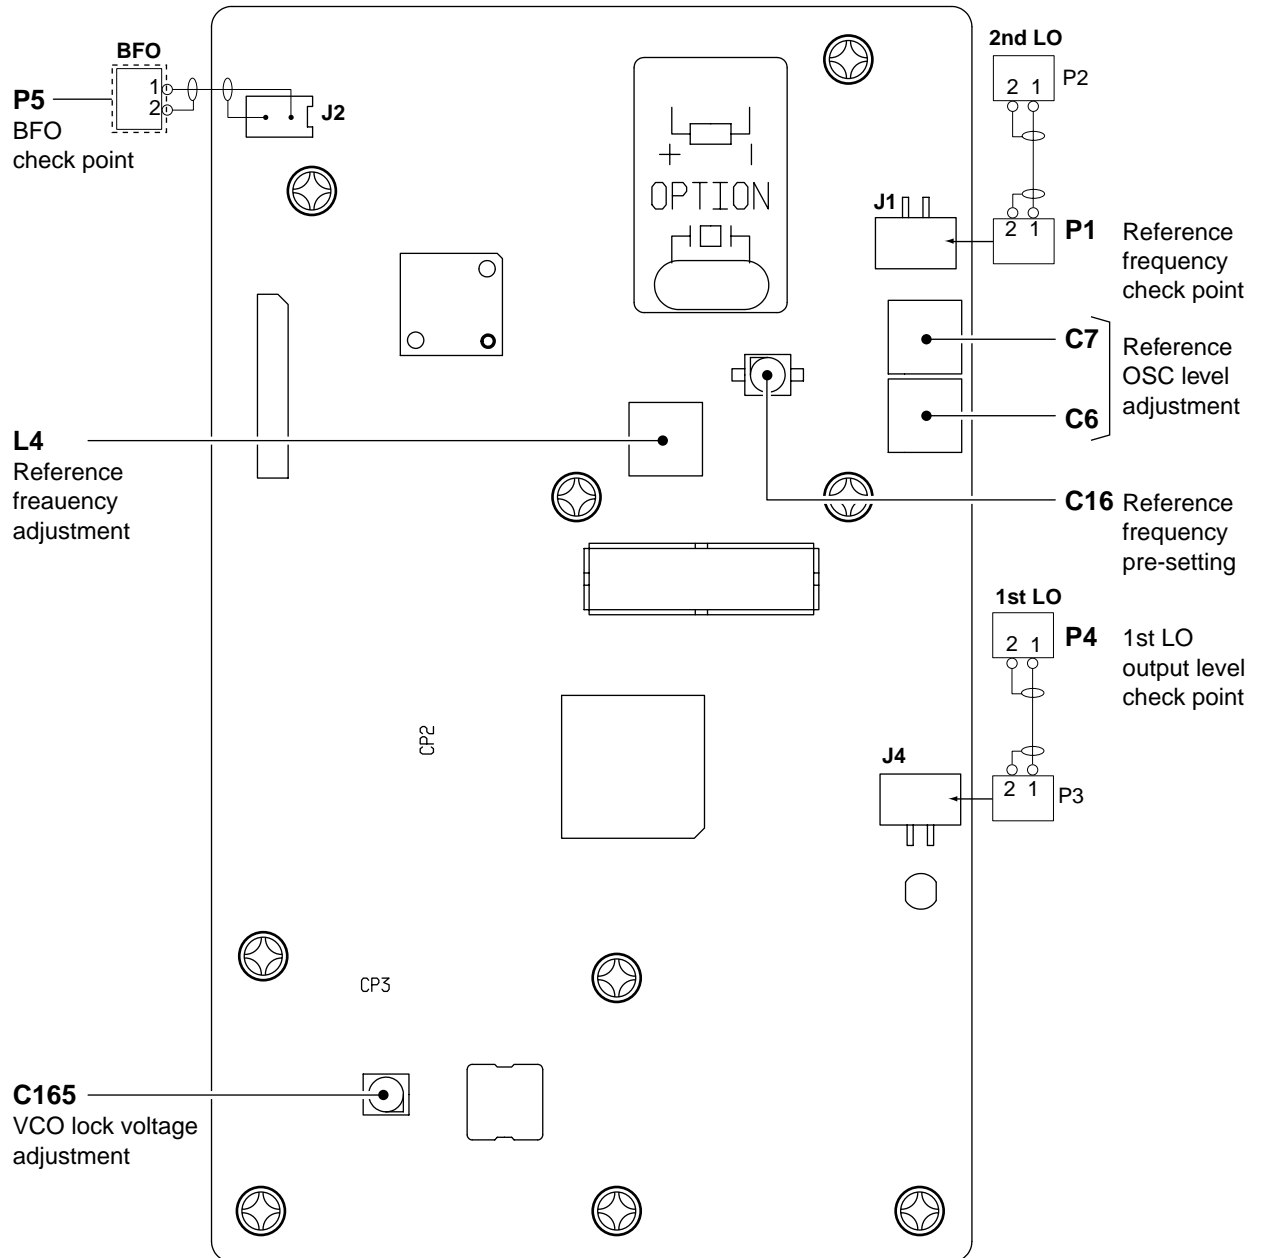 BFO
P5
1
2
BFO
check point
J2
+ −
OPTION
2nd LO
2 1
P2
J1
2 1
P1 Reference
frequency
check point
C7
Reference
OSC level
adjustment
C6
L4
Reference
freauency
adjustment
C16 Reference
frequency
pre-setting
1st LO
2 1
P4 1st LO
output level
check point
CP2
J4
2 1
P3
CP3
C165
VCO lock voltage
adjustment